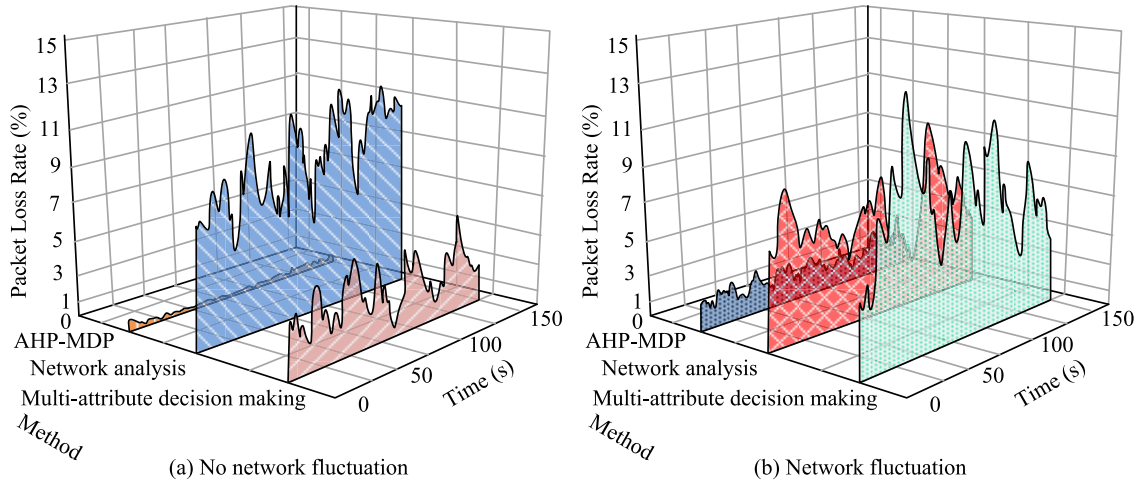 15
13
11
9
7
5
3
1
0
Packet Loss Rate (%)
AHP-MDP
Network analysis
Multi-attribute decision making
Method
0
50
100
150
Time (s)
(a) No network fluctuation
15
13
11
9
7
5
3
1
0
Packet Loss Rate (%)
AHP-MDP
Network analysis
Multi-attribute decision making
Method
0
50
100
150
Time (s)
(b) Network fluctuation